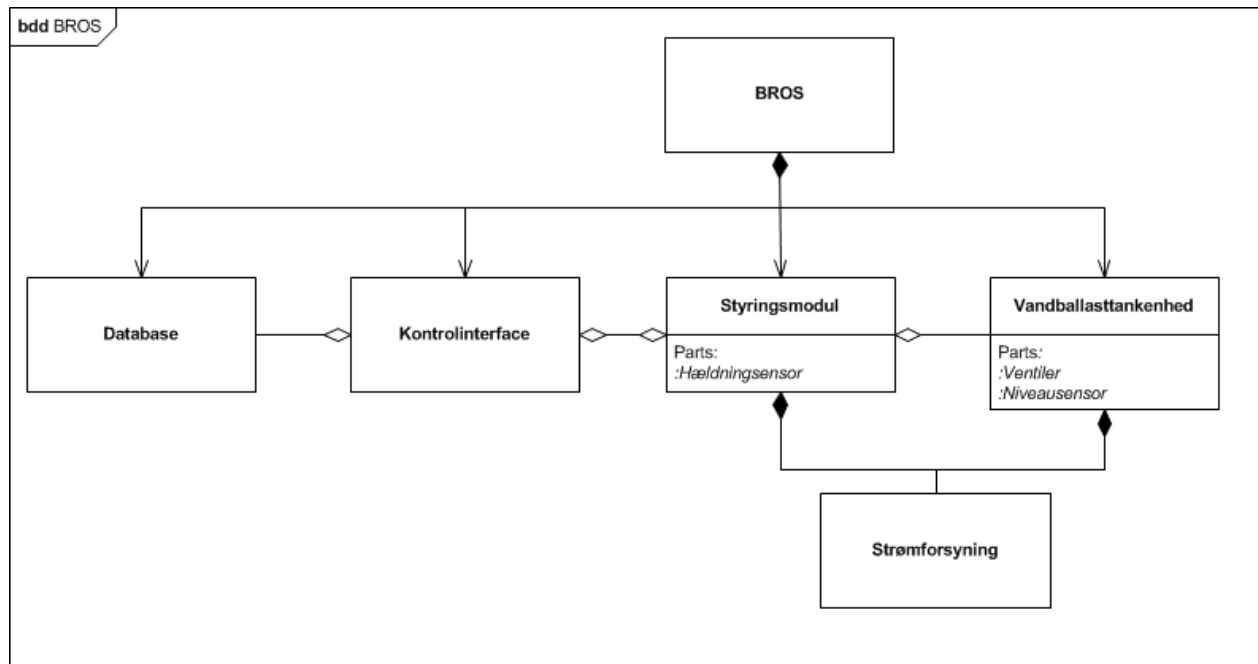 bdd BROS
BROS
Database
Kontrolinterface
Styringsmodul
Parts:
:Hældningsensor
Vandballasttankenhed
Parts:
:Ventiler
:Niveausensor
Strømforsyning